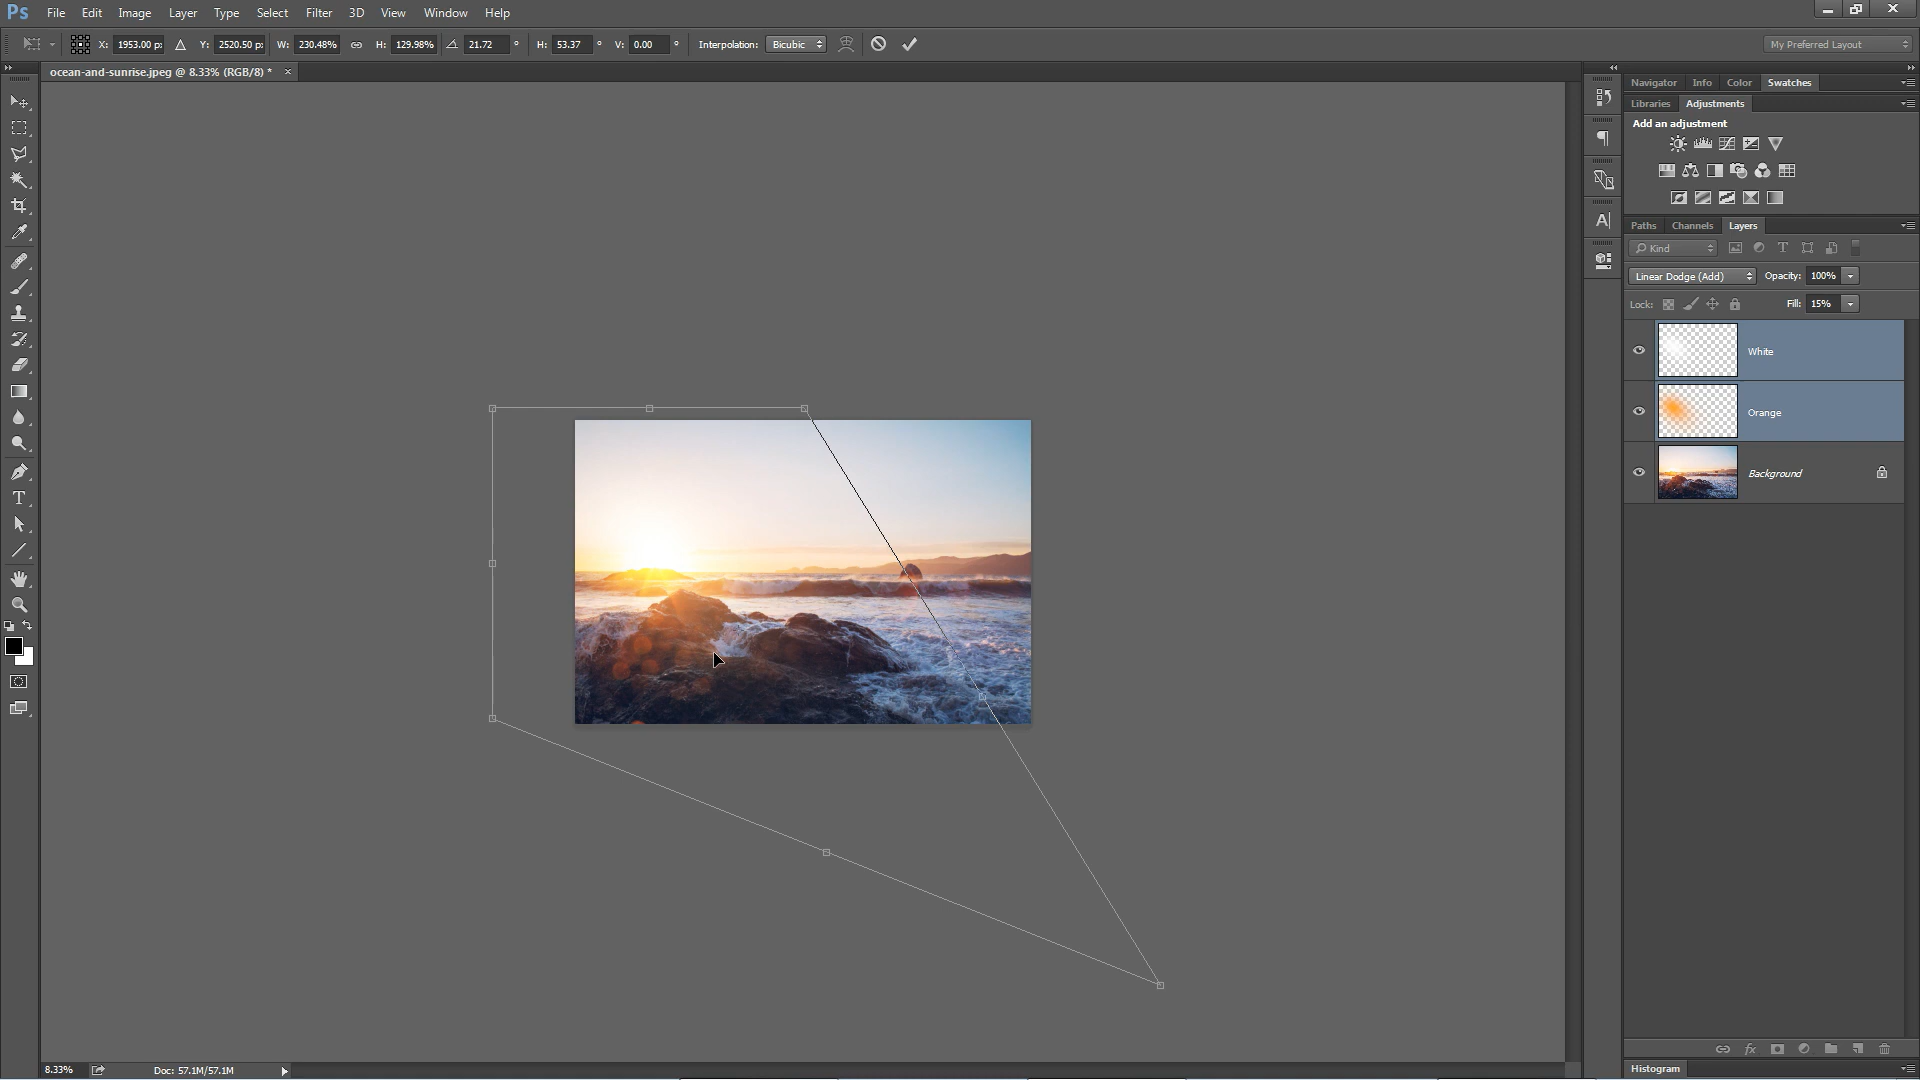 Ps File Edit Image Layer Type Select Filter 3D View Window Help
X: 1953.00 p Y: 2520.50 p W: 230.48% H: 129.98% 21.72 ° H: 53.37 ° V: 0.00 ° Interpolation: Bicubic My Preferred Layout
ocean-and-sunrise.jpeg @ 8.33% (RGB/8) * ×
Navigator Info Color Swatches
Libraries Adjustments
Add an adjustment
Paths Channels Layers
Kind
Linear Dodge (Add) Opacity: 100%
Lock: Fill: 15%
White
Orange
Background
8.33% Doc: 57.1M/57.1M
Histogram